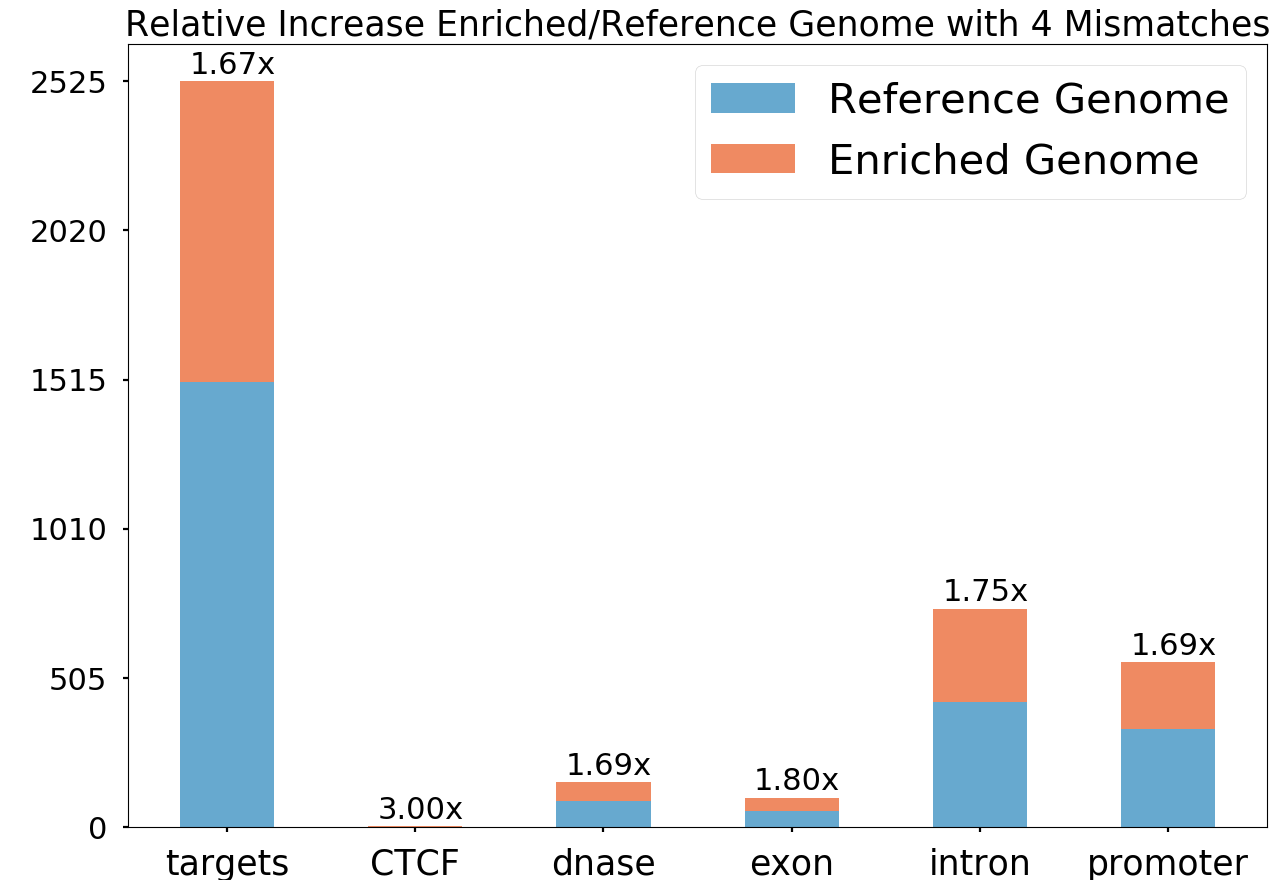 Relative Increase Enriched/Reference Genome with 4 Mismatches
1.67x
2525
Reference Genome
Enriched Genome
2020
1515
1010
1.75x
1.69x
505
1.69x
1.80x
3.00x
0
targets CTCF dnase exon intron promoter